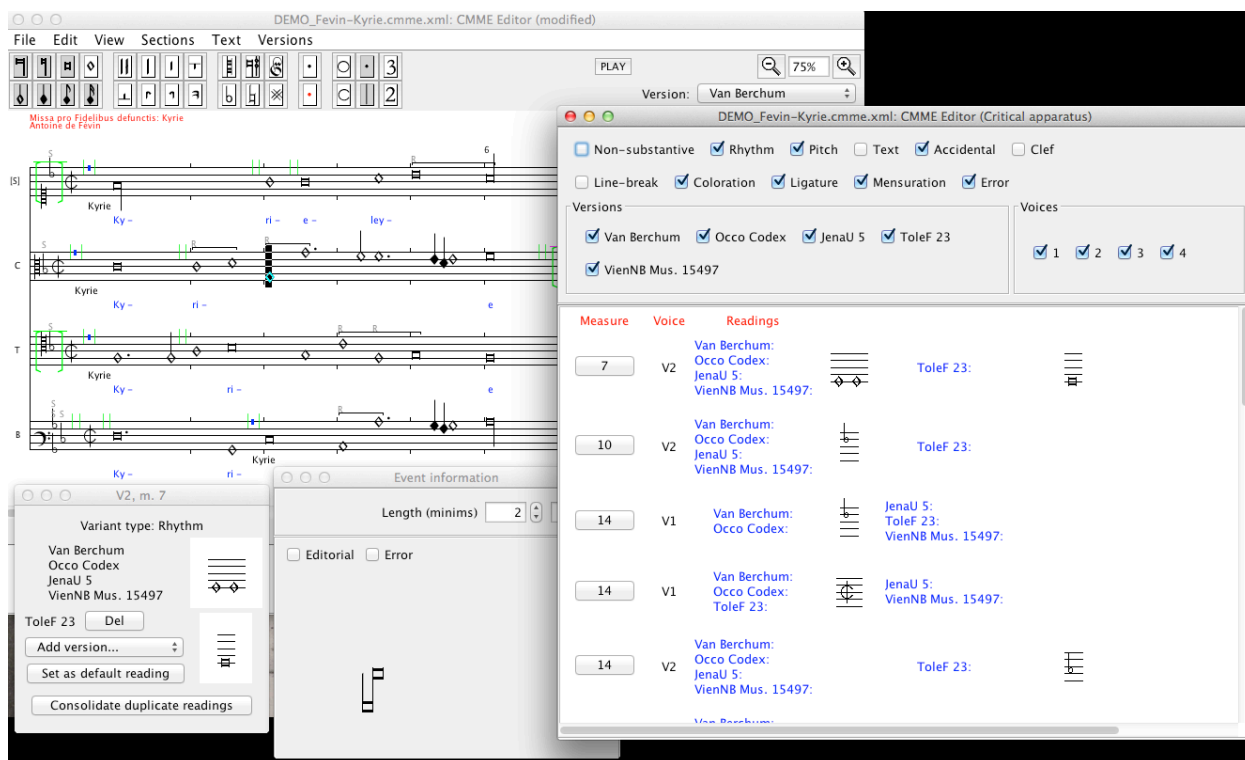 DEMO_Fevin-Kyrie.cmme.xml: CMME Editor (modified)
File Edit View Sections Text Versions
PLAY
75%
Version: Van Berchum
Missa pro Fidelibus defunctis: Kyrie
Antoine de Févin
S
R
6
[S]
Kyrie
Ky – ri – e – ley-
S
R
R
C
Kyrie
Ky – ri – e
S
R
R
T
Kyrie
Ky – ri – e
S
S S
R
B
Kyrie
Ky – ri –
DEMO_Fevin-Kyrie.cmme.xml: CMME Editor (Critical apparatus)
Non-substantive Rhythm Pitch Text Accidental Clef
Line-break Coloration Ligature Mensuration Error
Versions
Van Berchum Occo Codex JenaU 5 ToleF 23
VienNB Mus. 15497
Voices
1 2 3 4
Measure Voice Readings
7 V2
Van Berchum:
Occo Codex:
JenaU 5:
VienNB Mus. 15497:
ToleF 23:
10 V2
Van Berchum:
Occo Codex:
JenaU 5:
VienNB Mus. 15497:
ToleF 23:
14 V1
Van Berchum:
Occo Codex:
JenaU 5:
ToleF 23:
VienNB Mus. 15497:
14 V1
Van Berchum:
Occo Codex:
ToleF 23:
JenaU 5:
VienNB Mus. 15497:
14 V2
Van Berchum:
Occo Codex:
JenaU 5:
VienNB Mus. 15497:
ToleF 23:
Van Berchum:
V2, m. 7
Variant type: Rhythm
Van Berchum
Occo Codex
JenaU 5
VienNB Mus. 15497
ToleF 23 Del
Add version...
Set as default reading
Consolidate duplicate readings
Event information
Length (minims) 2
Editorial Error